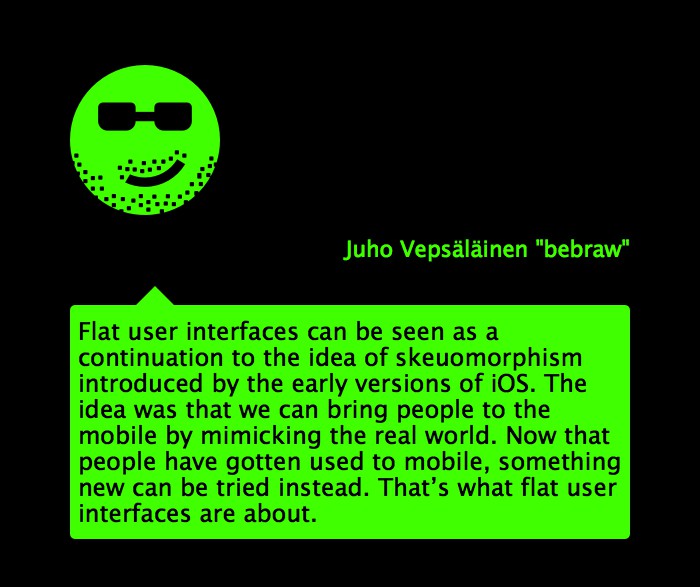 Juho Vepsäläinen "bebraw"
Flat user interfaces can be seen as a
continuation to the idea of skeuomorphism
introduced by the early versions of iOS. The
idea was that we can bring people to the
mobile by mimicking the real world. Now that
people have gotten used to mobile, something
new can be tried instead. That’s what flat user
interfaces are about.